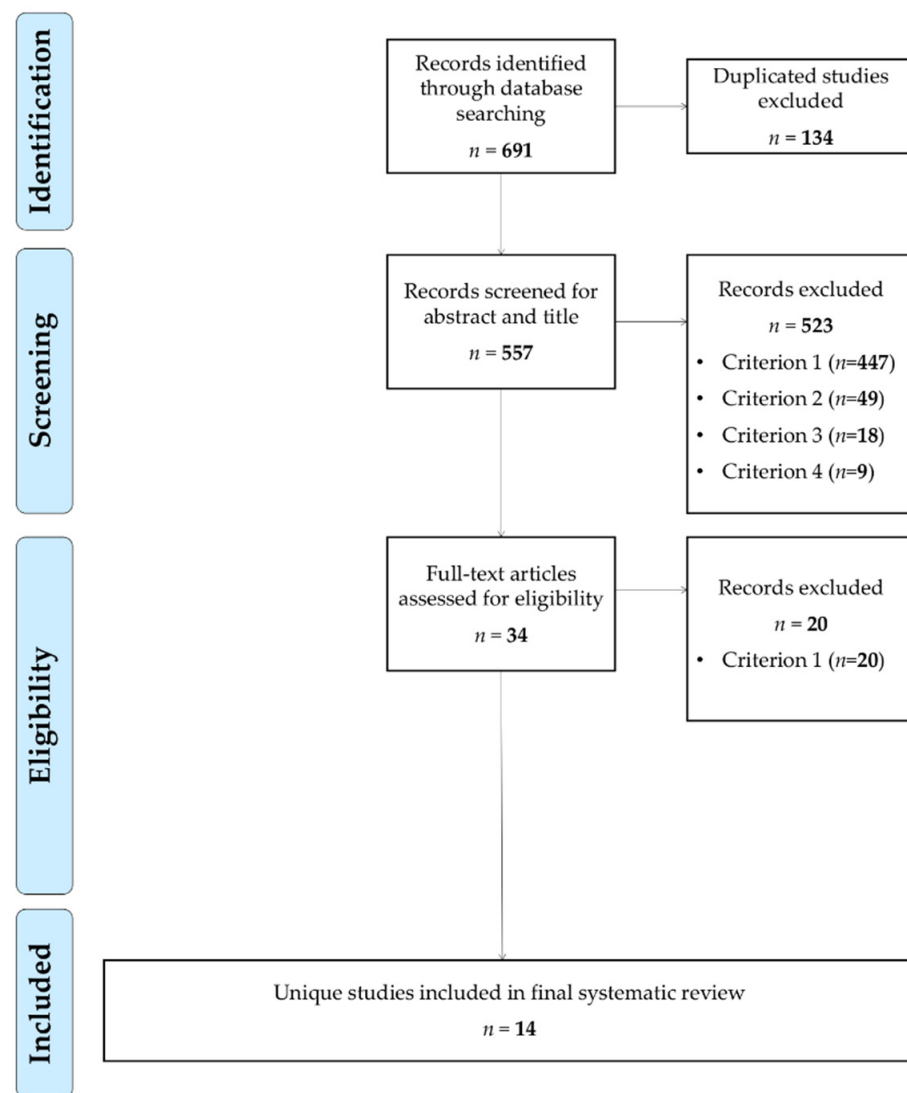 Identification
Records identified
through database
searching
n = 691
Duplicated studies
excluded
n = 134
Screening
Records screened for
abstract and title
n = 557
Records excluded
n = 523
• Criterion 1 (n=447)
• Criterion 2 (n=49)
• Criterion 3 (n=18)
• Criterion 4 (n=9)
Eligibility
Full-text articles
assessed for eligibility
n = 34
Records excluded
n = 20
• Criterion 1 (n=20)
Included
Unique studies included in final systematic review
n = 14